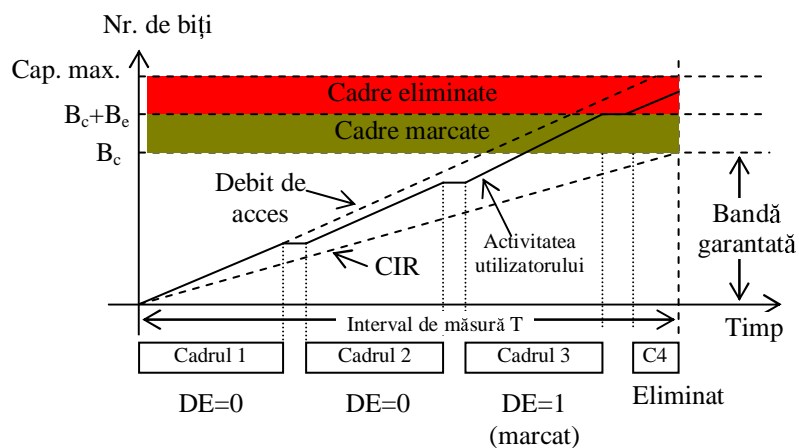 Nr. de biți
Cap. max.
Cadre eliminate
Bc+Be
Cadre marcate
Bc
Debit de
acces
Activitatea
utilizatorului
Bandă
garantată
CIR
Interval de măsură T
Timp
Cadrul 1
Cadrul 2
Cadrul 3
C4
DE=0
DE=0
DE=1
(marcat)
Eliminat